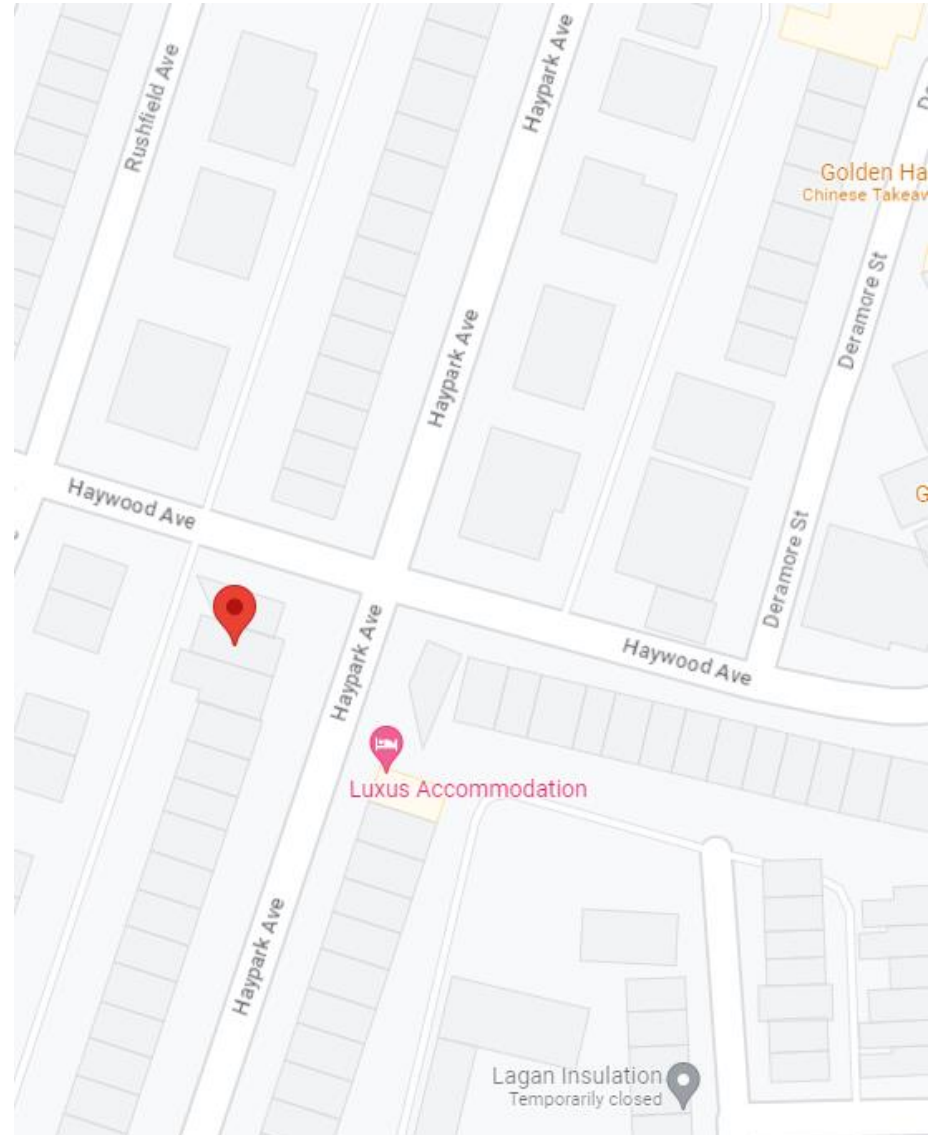 Rushfield Ave
Haypark Ave
Golden Ha
Chinese Takeaw
Deramore St
Haypark Ave
Haywood Ave
G
Deramore St
Haypark Ave
Haywood Ave
Luxus Accommodation
Haypark Ave
Lagan Insulation
Temporarily closed